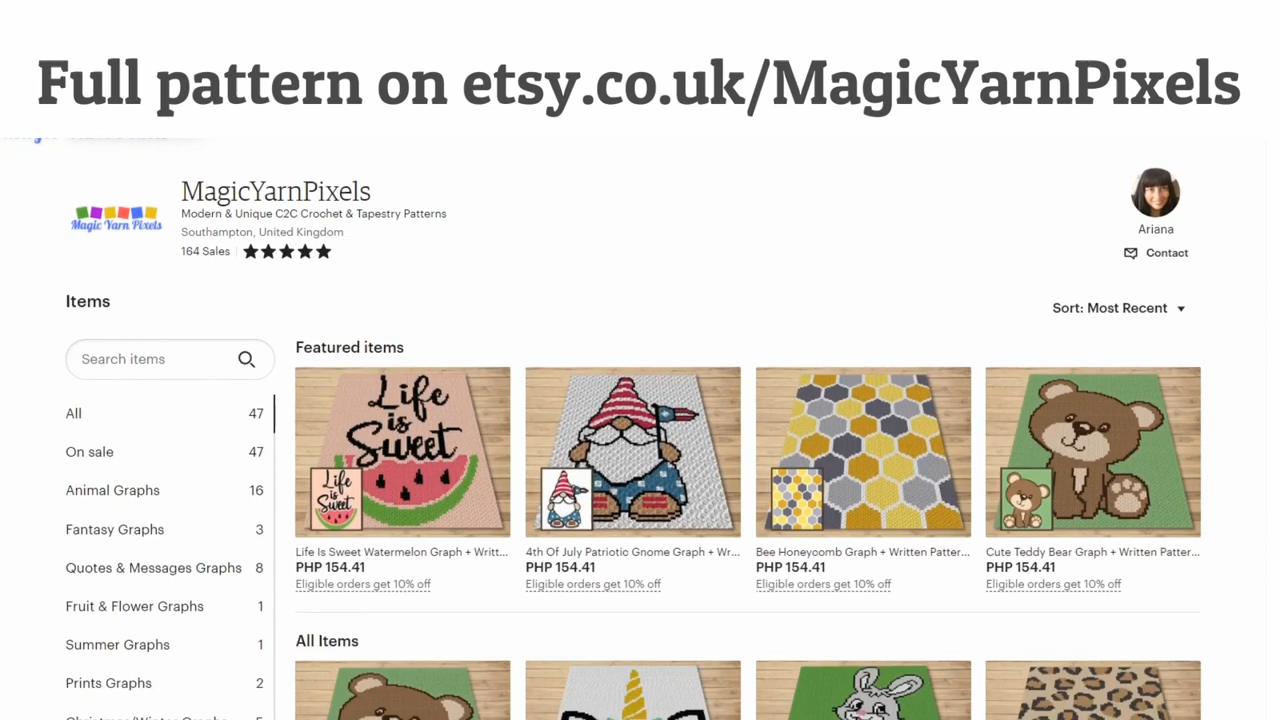 Full pattern on etsy.co.uk/MagicYarnPixels
MagicYarnPixels
Modern & Unique C2C Crochet & Tapestry Patterns
Magic Yarn Pixels
Southampton, United Kingdom
164 Sales
Ariana
Contact
Items
Sort: Most Recent
Search items
Featured items
All 47
On sale 47
Animal Graphs 16
Fantasy Graphs 3
Quotes & Messages Graphs 8
Fruit & Flower Graphs 1
Summer Graphs 1
Prints Graphs 2
Life
is
Sweet
Life
is
Sweet
Life Is Sweet Watermelon Graph + Writt...
PHP 154.41
Eligible orders get 10% off
4th Of July Patriotic Gnome Graph + Wr...
PHP 154.41
Eligible orders get 10% off
Bee Honeycomb Graph + Written Patter...
PHP 154.41
Eligible orders get 10% off
Cute Teddy Bear Graph + Written Patter...
PHP 154.41
Eligible orders get 10% off
All Items